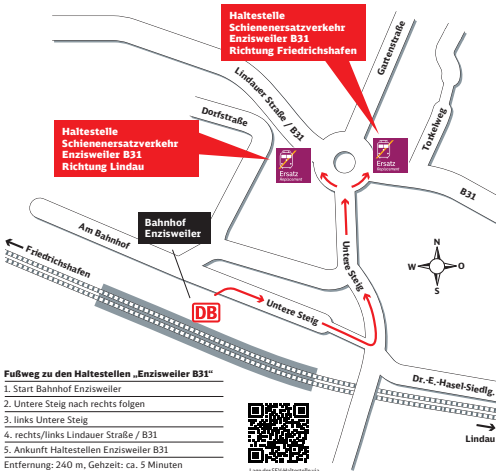 Haltestelle
Schienenersatzverkehr
Enzisweiler B31
Richtung Friedrichshafen
Gartenstraße
Lindauer Straße / B31
Dorfstraße
Torkelweg
Haltestelle
Schienenersatzverkehr
Enzisweiler B31
Richtung Lindau
Ersatz
Replacement
Ersatz
Replacement
B31
Bahnhof
Enzisweiler
Am Bahnhof
Friedrichshafen
Untere Steig
N
W
O
S
DB
Untere Steig
Dr.-E.-Hasel-Siedlg.
Lindau
Fußweg zu den Haltestellen „Enzisweiler B31“
1. Start Bahnhof Enzisweiler
2. Untere Steig nach rechts folgen
3. links Untere Steig
4. rechts/links Lindauer Straße / B31
5. Ankunft Haltestellen Enzisweiler B31
Entfernung: 240 m, Gehzeit: ca. 5 Minuten